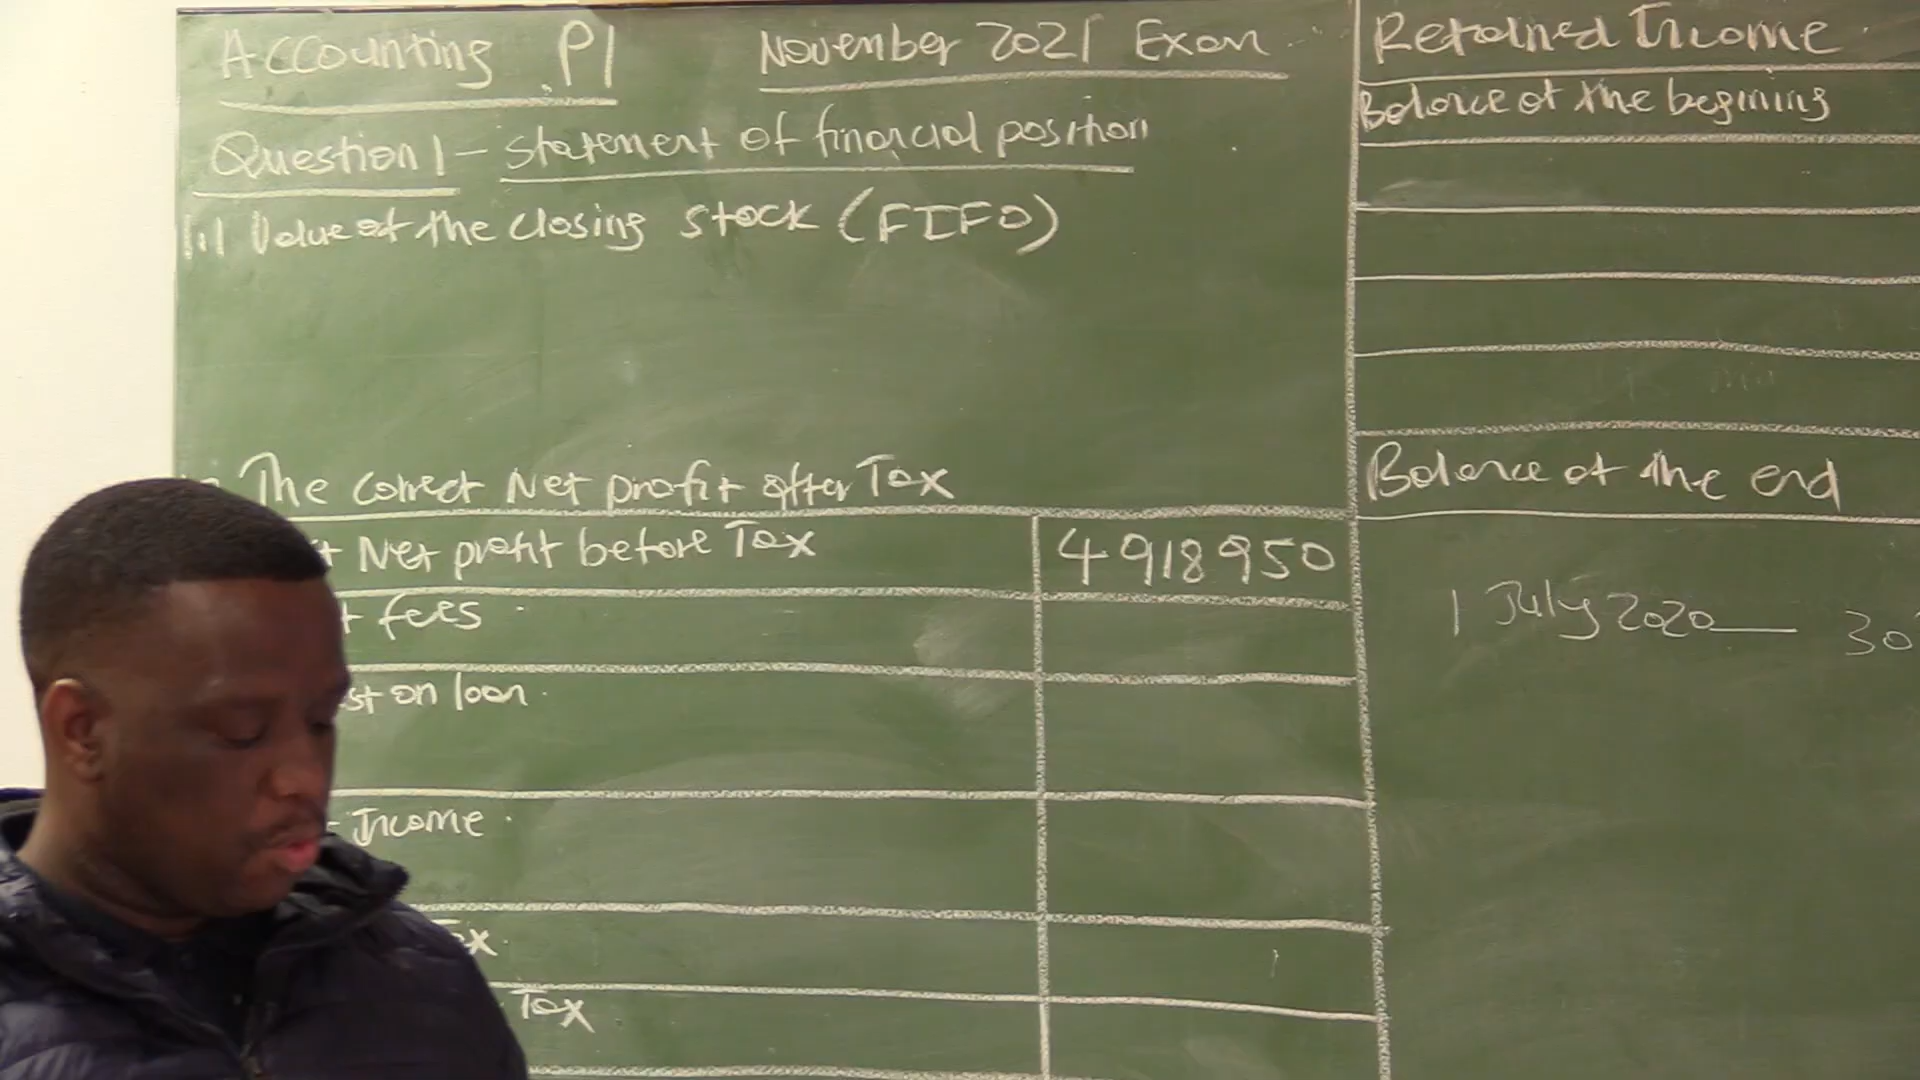 Accounting P1 November 2021 Exam
Question 1 - Statement of financial position
1.1 Value of the closing stock (FIFO)
The correct Net profit after Tax
Net profit before Tax 4 918 950
fees
st on loan
Income
Tax
Retained Income
Balance at the begining
Balance at the end
1 July 2020 — 30